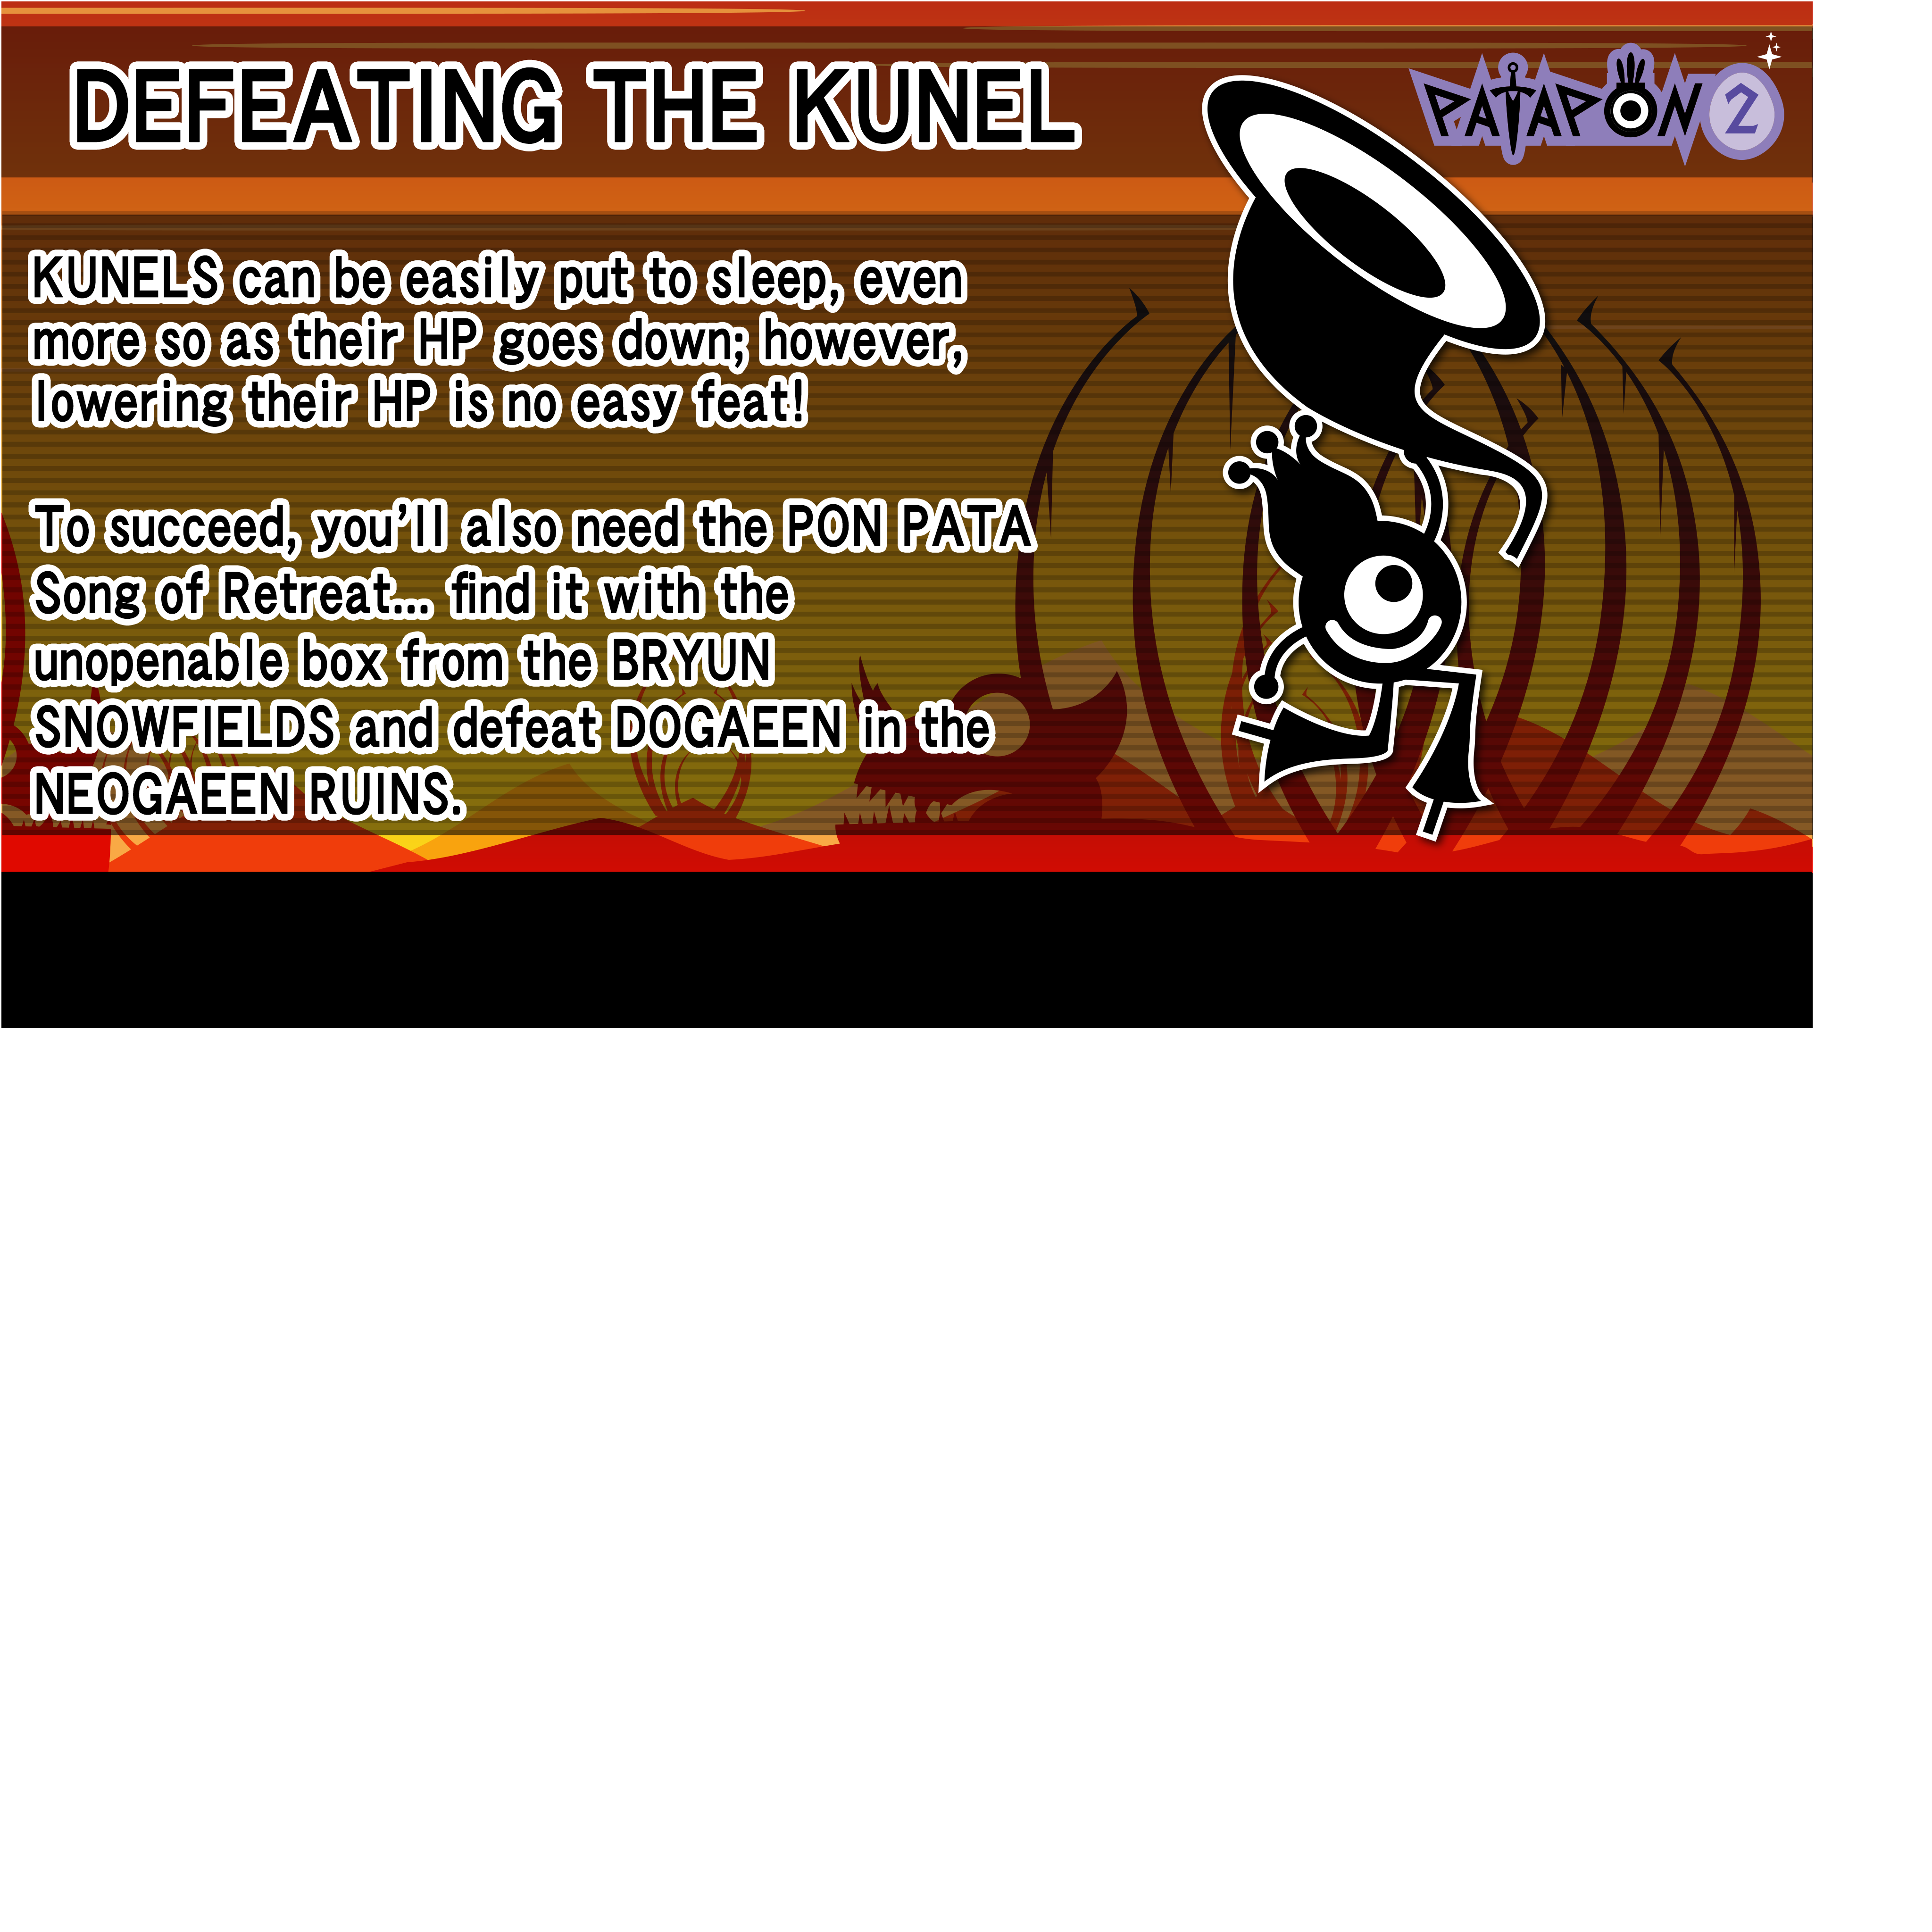 DEFEATING THE KUNEL
PATAPON 2
KUNELS can be easily put to sleep, even
more so as their HP goes down; however,
lowering their HP is no easy feat!
To succeed, you'll also need the PON PATA
Song of Retreat... find it with the
unopenable box from the BRYUN
SNOWFIELDS and defeat DOGAEEN in the
NEOGAEEN RUINS.